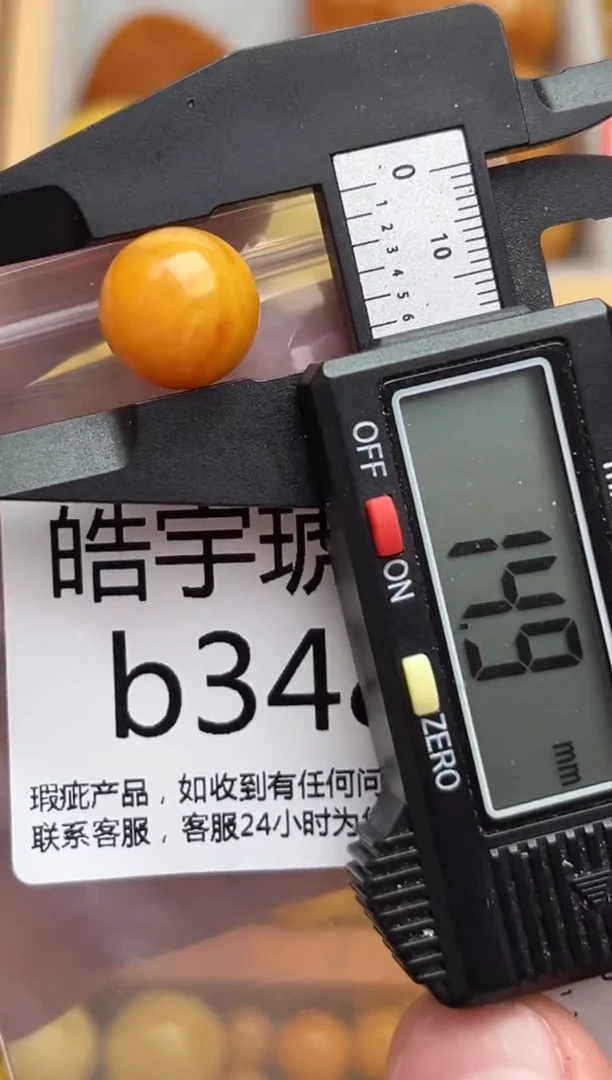 0
1 2 3 4 5 6
10
OFF
ON
ZERO
14.9
mm
皓宇琥
b34
瑕疵产品，如收到有任何问
联系客服，客服24小时为